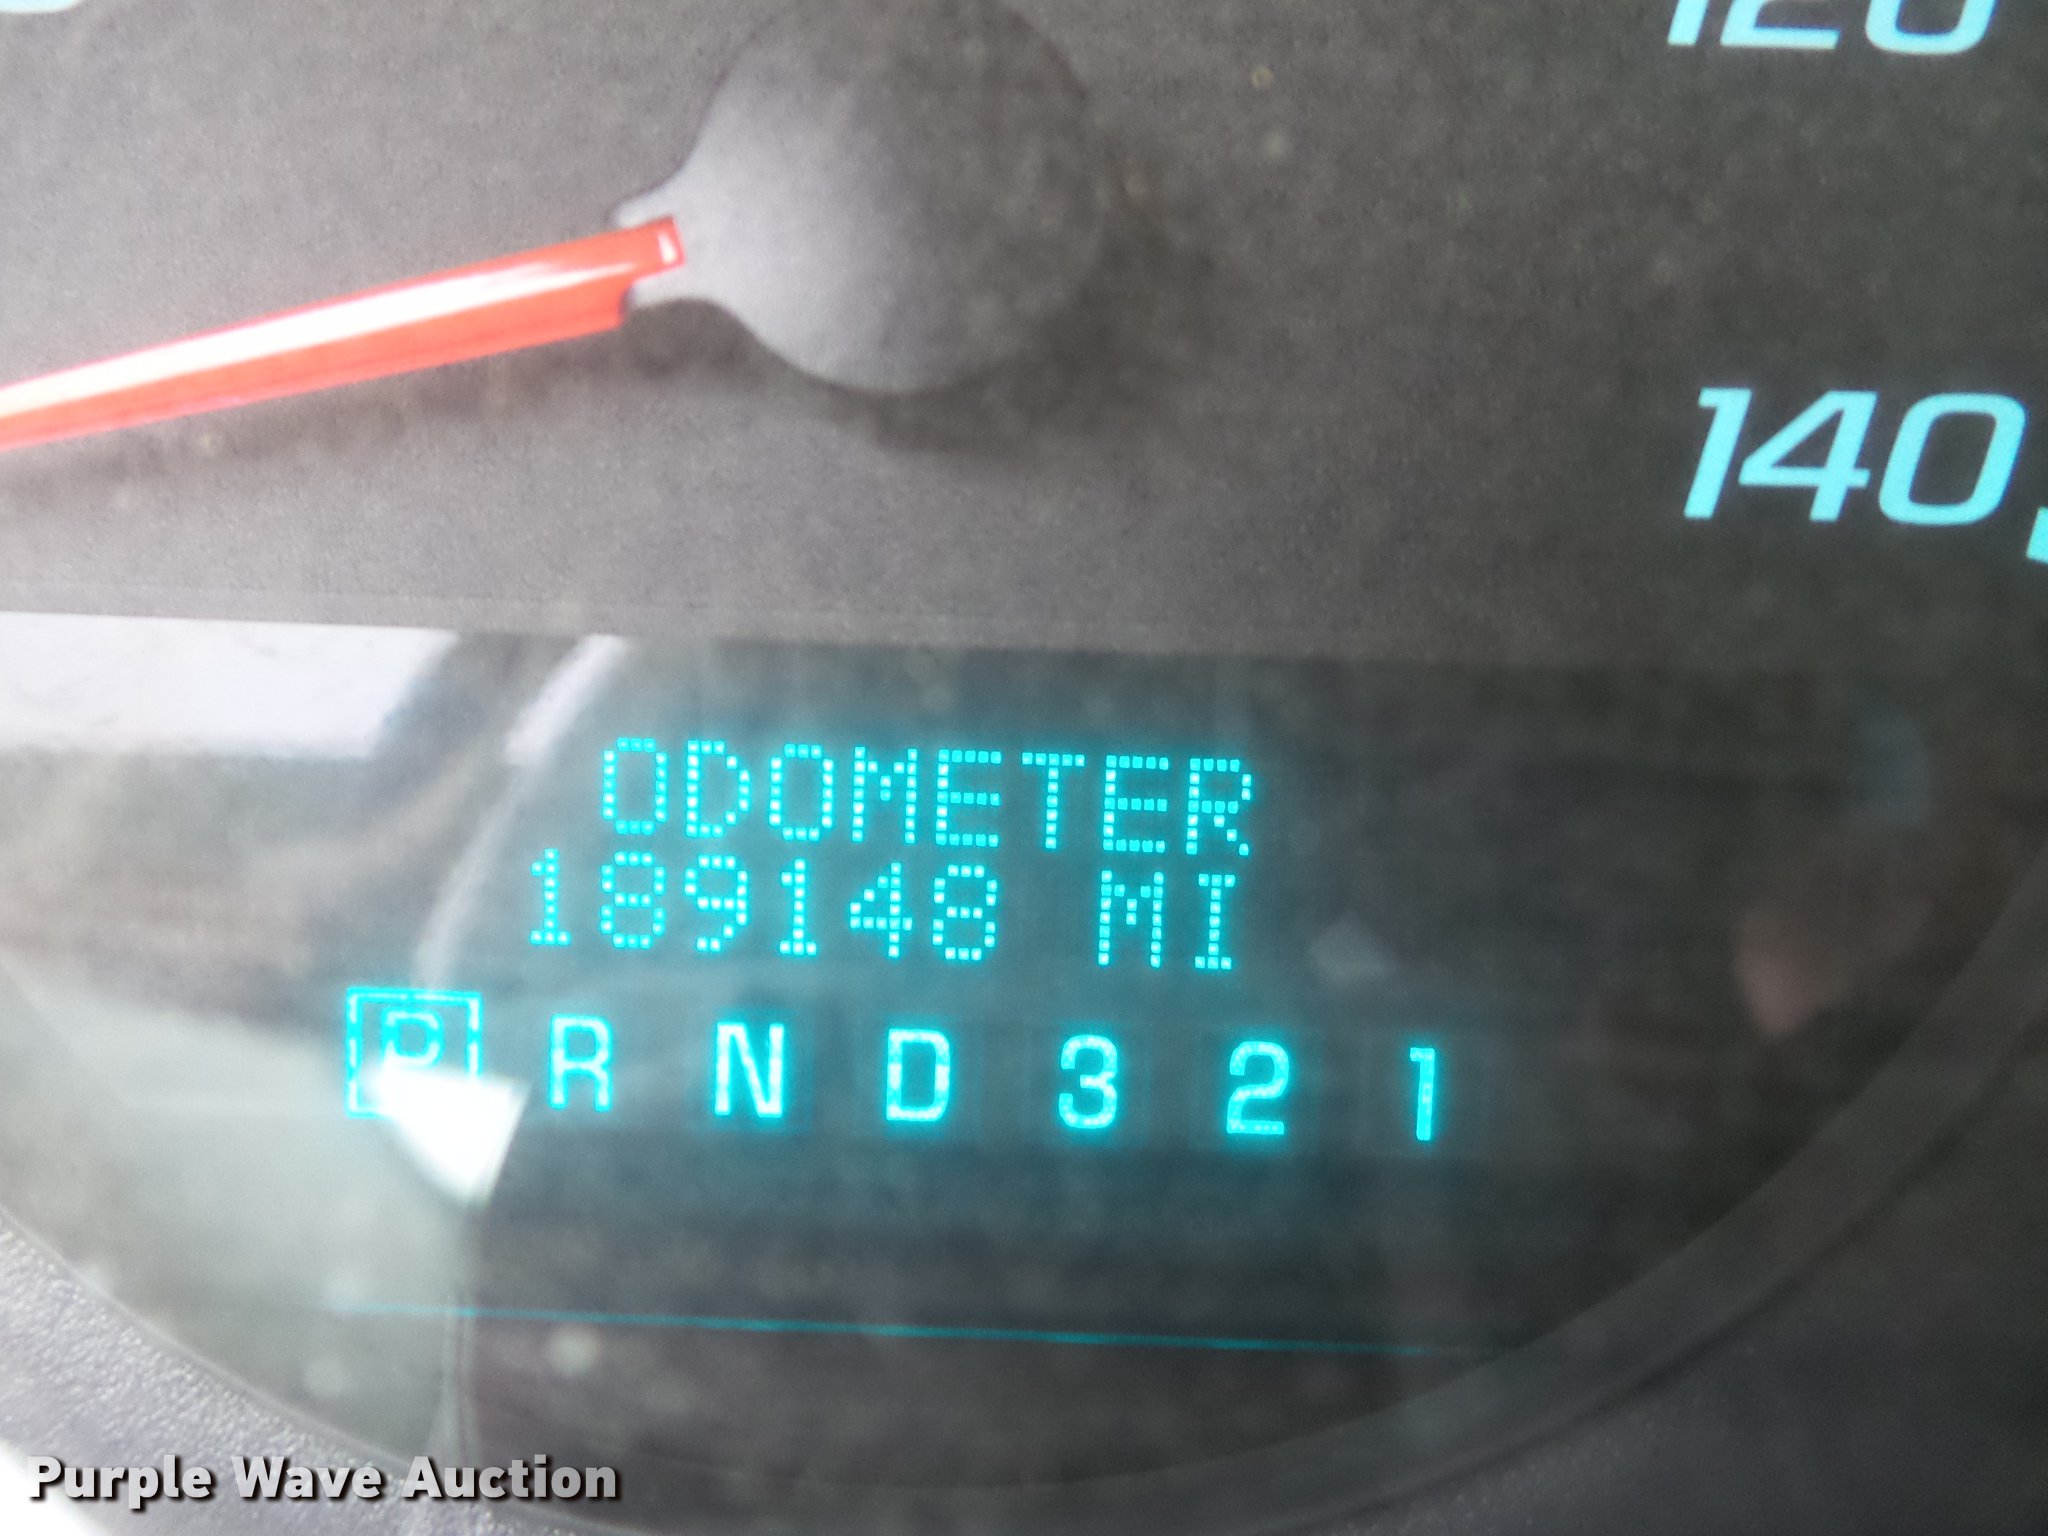 120
140
ODOMETER
189148 MI
P R N D 3 2 1
Purple Wave Auction